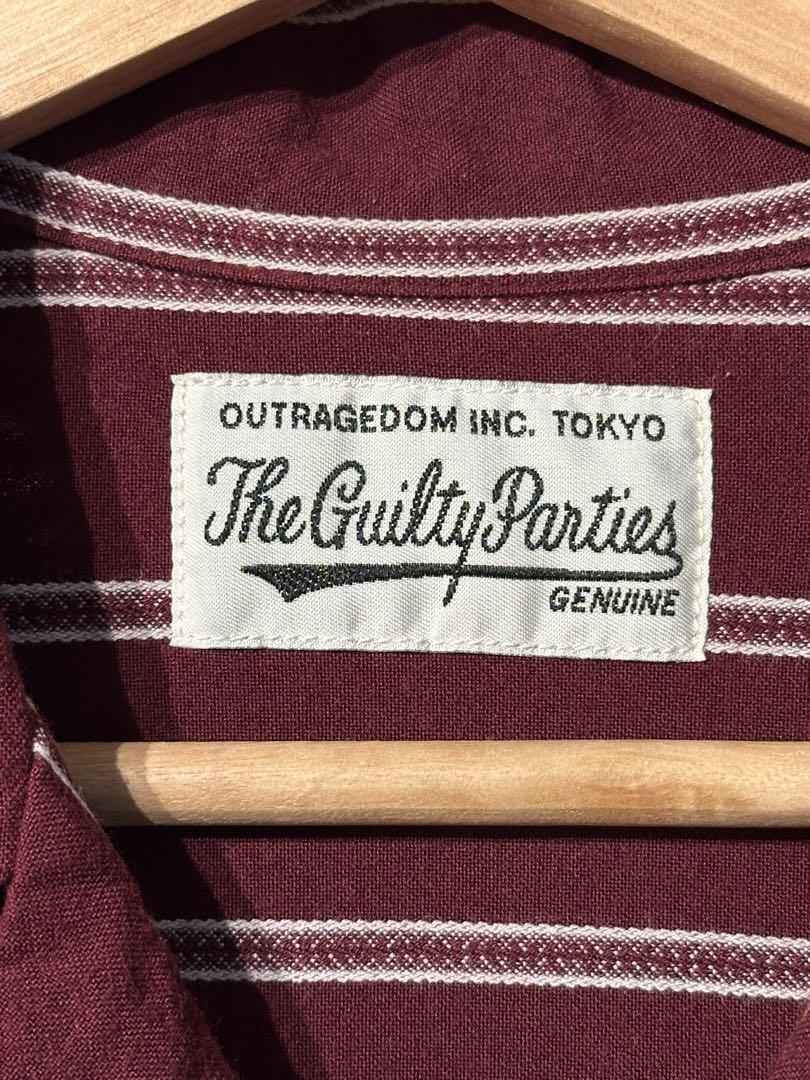 OUTRAGEDOM INC. TOKYO
The Guilty Parties
GENUINE